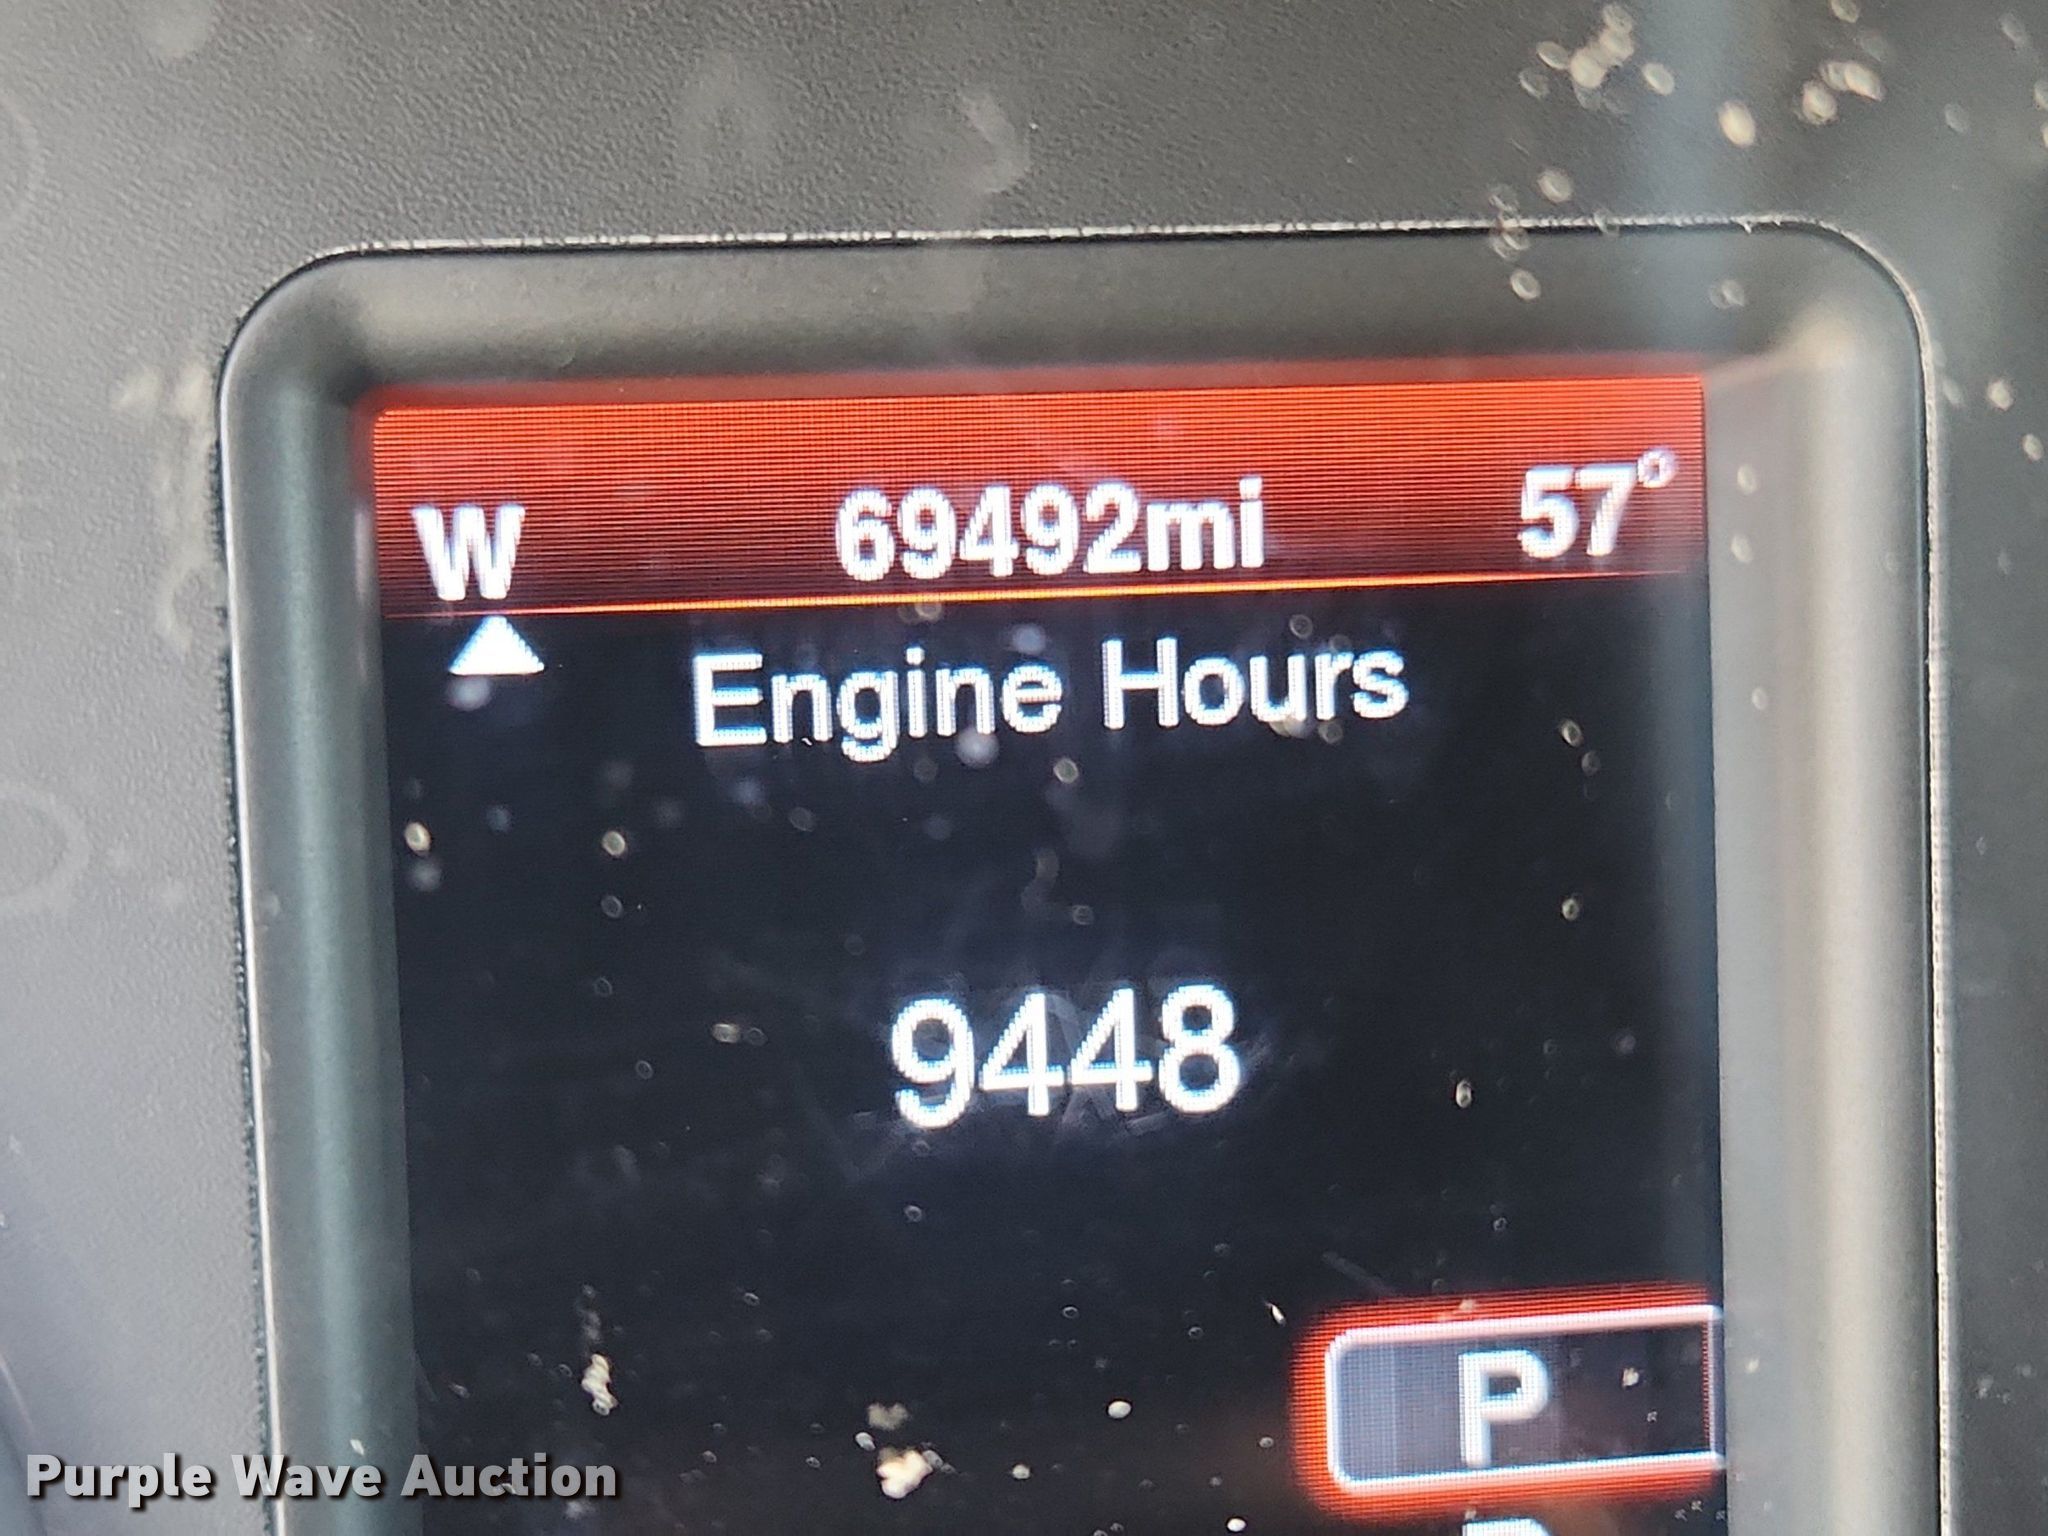 W 69492mi 57°
Engine Hours
9448
P
Purple Wave Auction